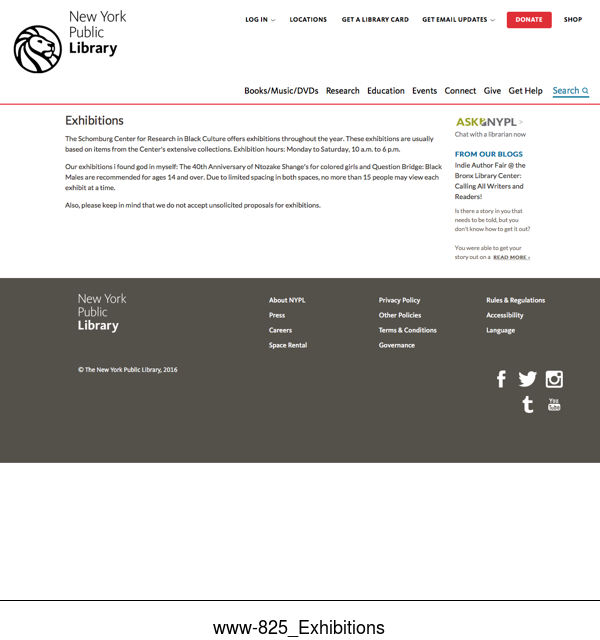 New York
Public
Library
LOG IN
LOCATIONS
GET A LIBRARY CARD
GET EMAIL UPDATES
DONATE
SHOP
Books/Music/DVDs
Research
Education
Events
Connect
Give
Get Help
Search
Exhibitions
The Schomburg Center for Research in Black Culture offers exhibitions throughout the year. These exhibitions are usually
based on items from the Center's extensive collections. Exhibition hours: Monday to Saturday, 10 a.m. to 6 p.m.
Our exhibitions i found god in myself: The 40th Anniversary of Ntozake Shange's for colored girls and Question Bridge: Black
Males are recommended for ages 14 and over. Due to limited spacing in both spaces, no more than 15 people may view each
exhibit at a time.
Also, please keep in mind that we do not accept unsolicited proposals for exhibitions.
ASK NYPL >
Chat with a librarian now
FROM OUR BLOGS
Indie Author Fair @ the
Bronx Library Center:
Calling All Writers and
Readers!
Is there a story in you that
needs to be told, but you
don't know how to get it out?
You were able to get your
story out on a READ MORE ›
New York
Public
Library
© The New York Public Library, 2016
About NYPL
Press
Careers
Space Rental
Privacy Policy
Other Policies
Terms & Conditions
Governance
Rules & Regulations
Accessibility
Language
You
Tube
www-825_Exhibitions